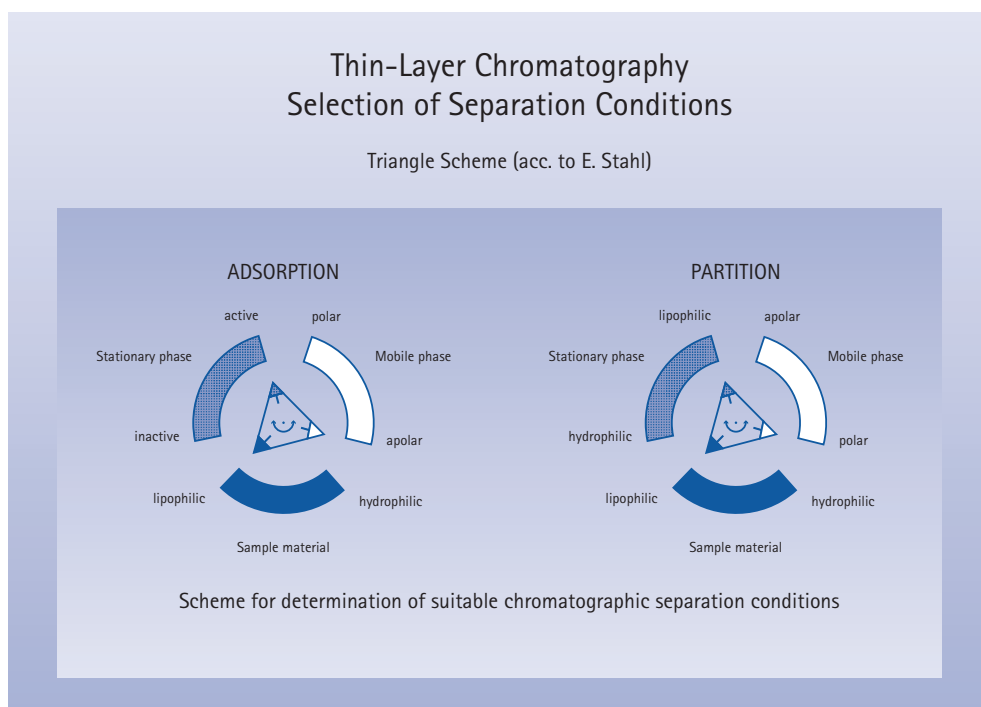 Thin-Layer Chromatography
Selection of Separation Conditions
Triangle Scheme (acc. to E. Stahl)
ADSORPTION
active
polar
Stationary phase
Mobile phase
inactive
apolar
lipophilic
hydrophilic
Sample material
PARTITION
lipophilic
apolar
Stationary phase
Mobile phase
hydrophilic
polar
lipophilic
hydrophilic
Sample material
Scheme for determination of suitable chromatographic separation conditions